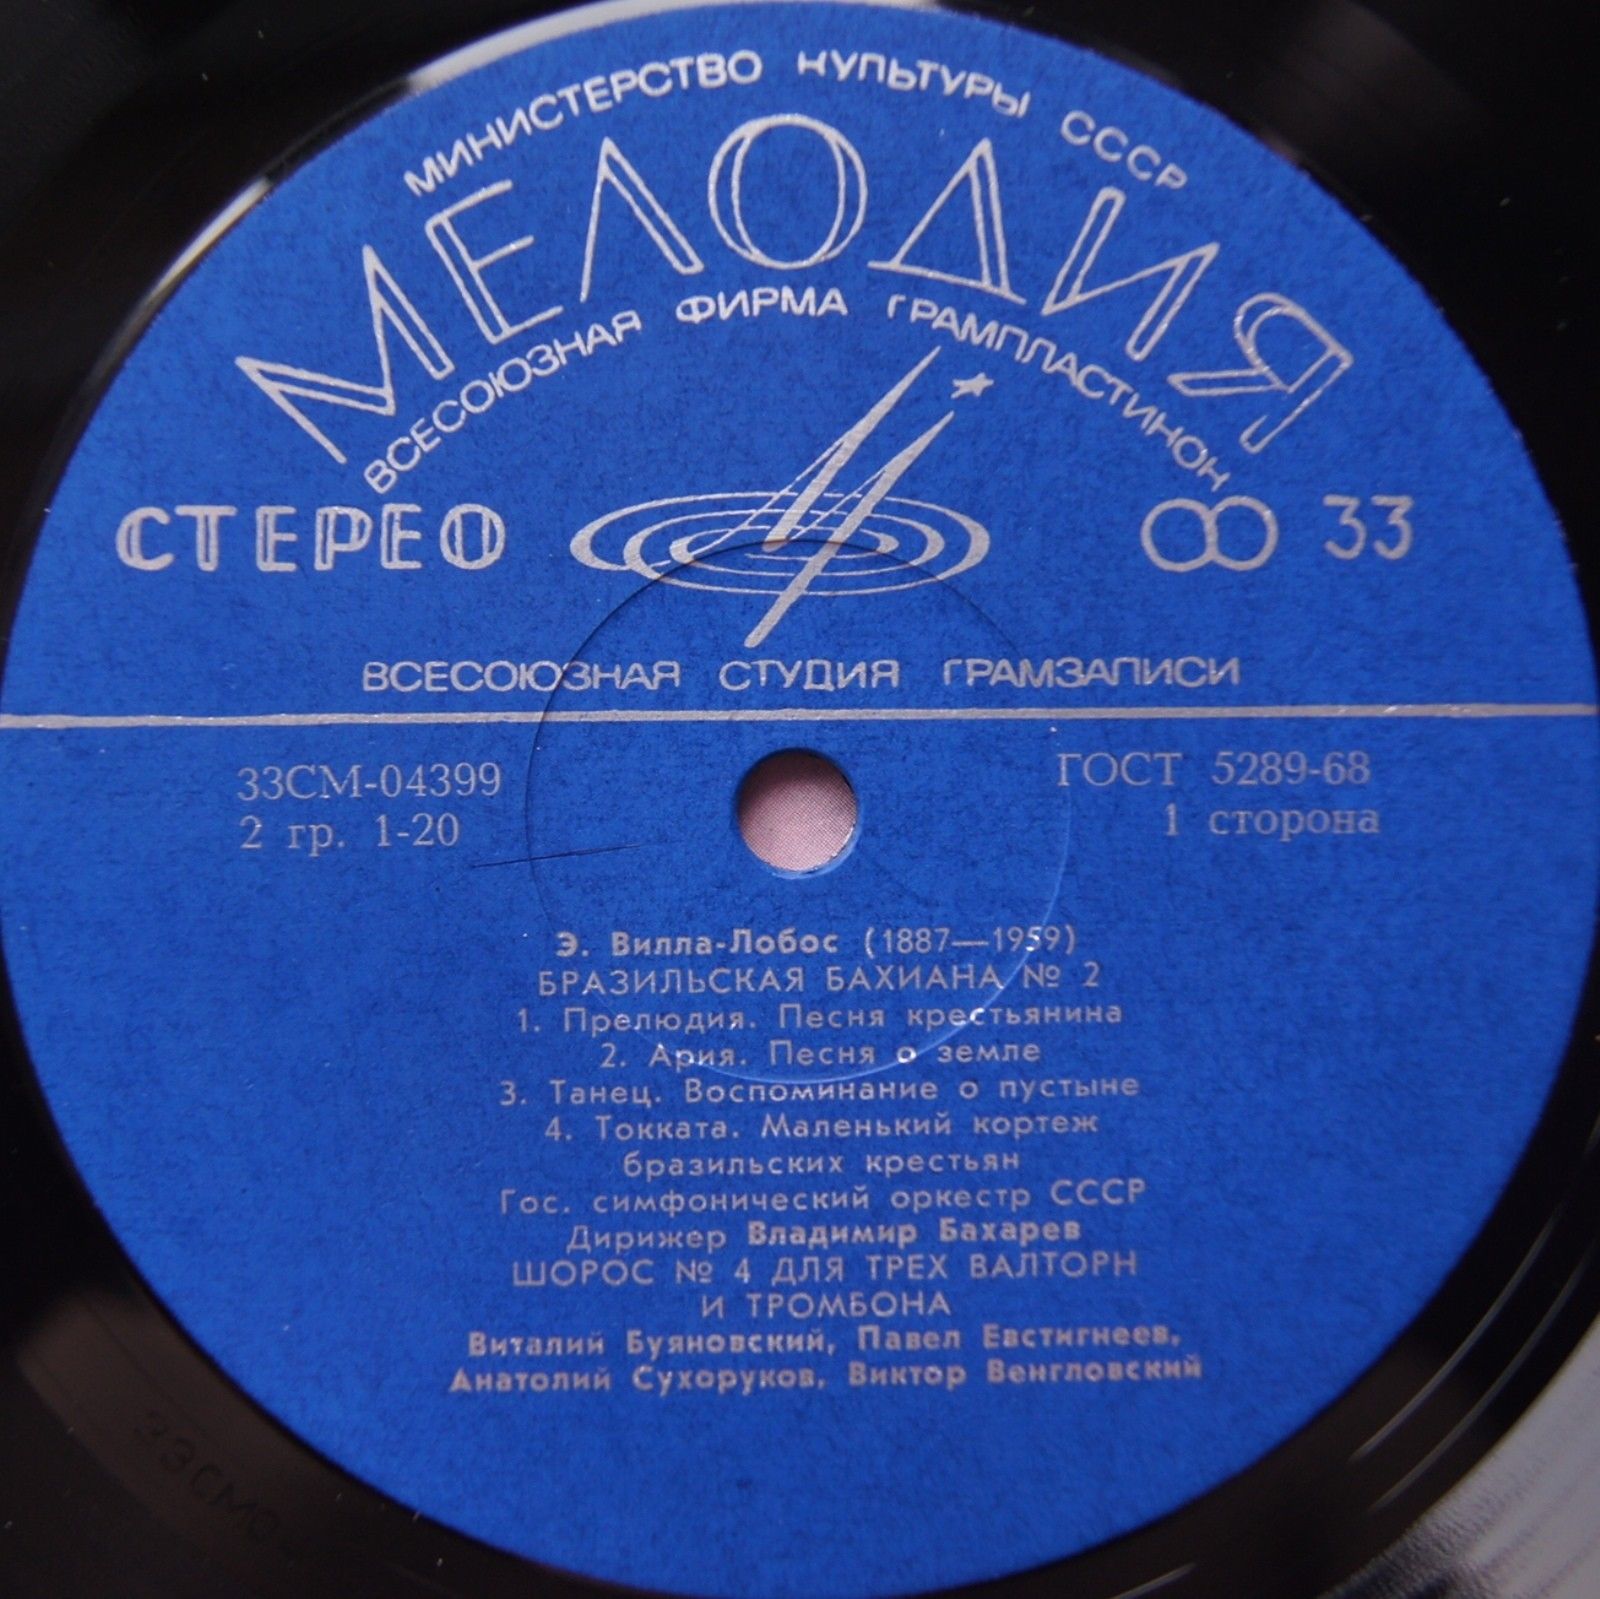 МИНИСТЕРСТВО КУЛЬТУРЫ СССР
МЕЛОДИЯ
ВСЕСОЮЗНАЯ ФИРМА ГРАМПЛАСТИНОК
СТЕРЕО 33
ВСЕСОЮЗНАЯ СТУДИЯ ГРАМЗАПИСИ
33СМ-04399 ГОСТ 5289-68
2 гр. 1-20 1 сторона
Э. Вилла-Лобос (1887—1959)
БРАЗИЛЬСКАЯ БАХИАНА № 2
1. Прелюдия. Песня крестьянина
2. Ария. Песня о земле
3. Танец. Воспоминание о пустыне
4. Токката. Маленький кортеж
бразильских крестьян
Гос. симфонический оркестр СССР
Дирижер Владимир Бахарев
ШОРОС № 4 ДЛЯ ТРЕХ ВАЛТОРН
И ТРОМБОНА
Виталий Буяновский, Павел Евстигнеев,
Анатолий Сухоруков, Виктор Венгловский